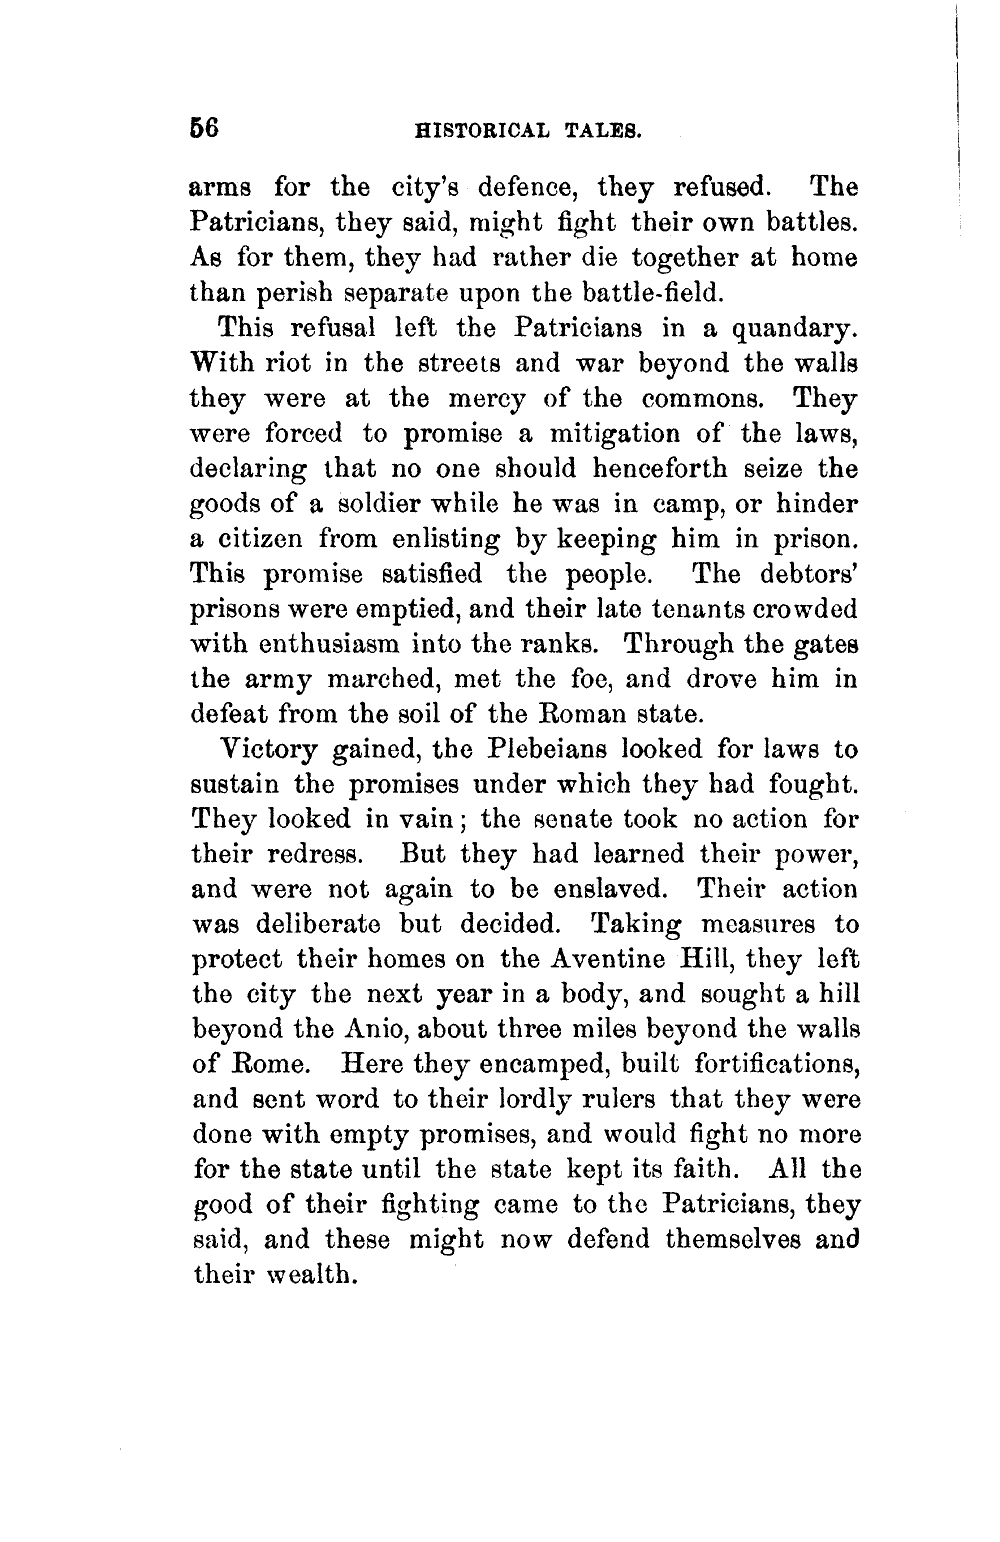 56 HISTORICAL TALES.
arms for the city's defence, they refused. The
Patricians, they said, might fight their own battles.
As for them, they had rather die together at home
than perish separate upon the battle-field.
This refusal left the Patricians in a quandary.
With riot in the streets and war beyond the walls
they were at the mercy of the commons. They
were forced to promise a mitigation of the laws,
declaring that no one should henceforth seize the
goods of a soldier while he was in camp, or hinder
a citizen from enlisting by keeping him in prison.
This promise satisfied the people. The debtors'
prisons were emptied, and their late tenants crowded
with enthusiasm into the ranks. Through the gates
the army marched, met the foe, and drove him in
defeat from the soil of the Roman state.
Victory gained, the Plebeians looked for laws to
sustain the promises under which they had fought.
They looked in vain; the senate took no action for
their redress. But they had learned their power,
and were not again to be enslaved. Their action
was deliberate but decided. Taking measures to
protect their homes on the Aventine Hill, they left
the city the next year in a body, and sought a hill
beyond the Anio, about three miles beyond the walls
of Rome. Here they encamped, built fortifications,
and sent word to their lordly rulers that they were
done with empty promises, and would fight no more
for the state until the state kept its faith. All the
good of their fighting came to the Patricians, they
said, and these might now defend themselves and
their wealth.